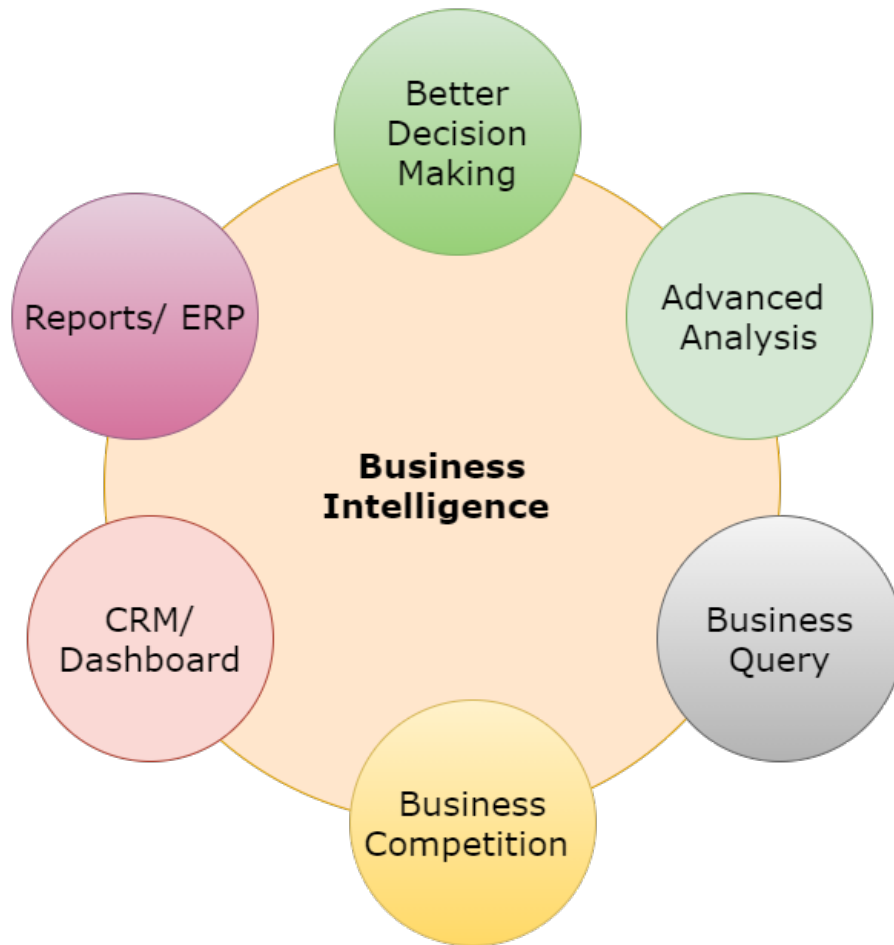 Better
Decision
Making
Advanced
Analysis
Reports/ ERP
Business
Intelligence
CRM/
Dashboard
Business
Query
Business
Competition